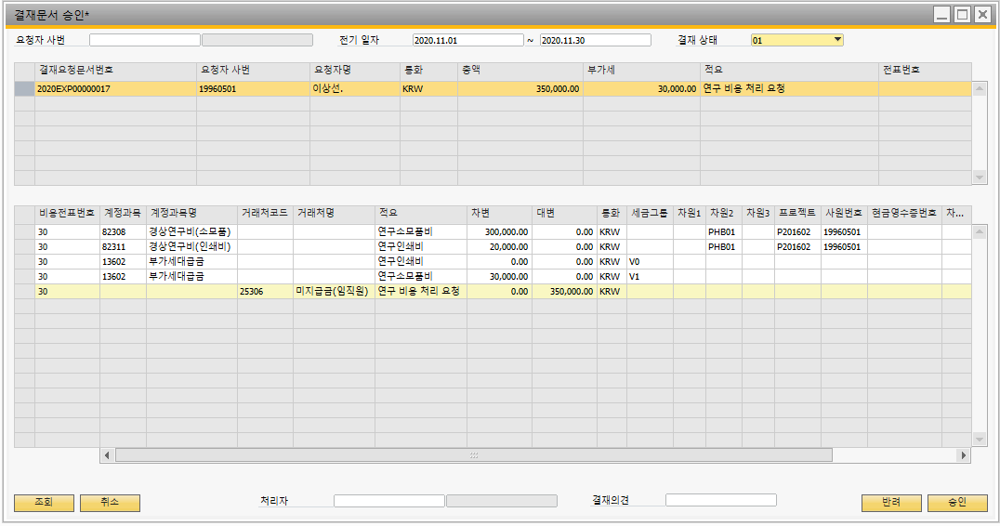 결재문서 승인*
요청자 사번 전기 일자 2020.11.01 ~ 2020.11.30 결재 상태 01
결재요청문서번호 요청자 사번 요청자명 통화 총액 부가세 적요 전표번호
2020EXP00000017 19960501 이상선. KRW 350,000.00 30,000.00 연구 비용 처리 요청
비용전표번호 계정과목 계정과목명 거래처코드 거래처명 적요 차변 대변 통화 세금그룹 차원1 차원2 차원3 프로젝트 사원번호 현금영수증번호 차...
30 82308 경상연구비(소모품) 연구소모품비 300,000.00 0.00 KRW PHB01 P201602 19960501
30 82311 경상연구비(인쇄비) 연구인쇄비 20,000.00 0.00 KRW PHB01 P201602 19960501
30 13602 부가세대급금 연구인쇄비 0.00 0.00 KRW V0
30 13602 부가세대급금 연구소모품비 30,000.00 0.00 KRW V1
30 25306 미지급금(임직원) 연구 비용 처리 요청 0.00 350,000.00 KRW
조회 취소 처리자 결재의견 반려 승인